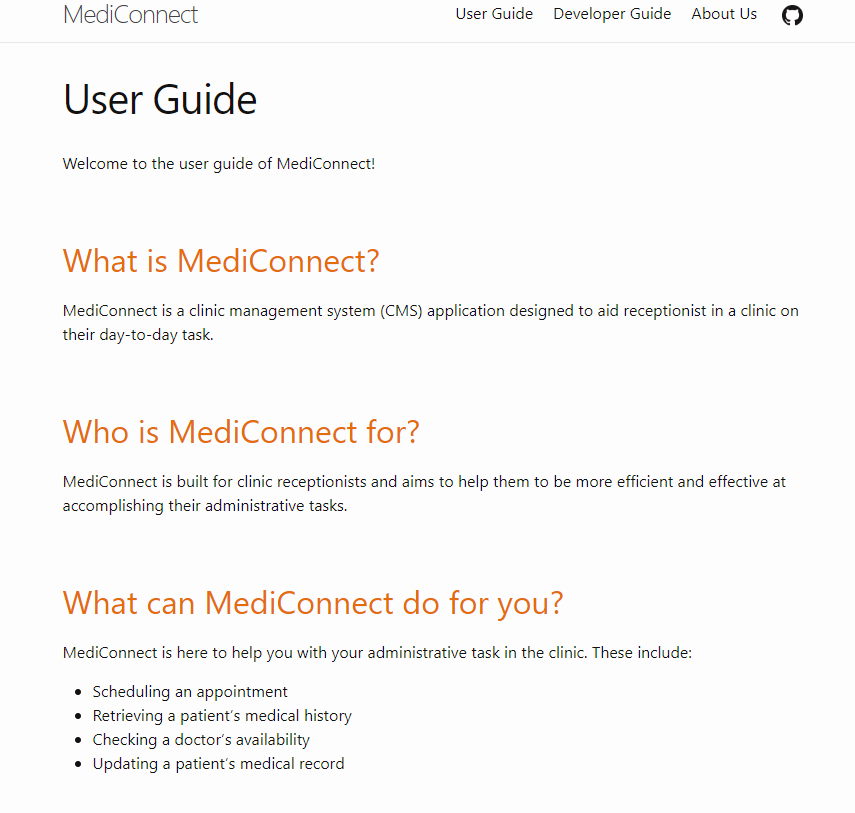 MediConnect
User Guide
Developer Guide
About Us
User Guide
Welcome to the user guide of MediConnect!
What is MediConnect?
MediConnect is a clinic management system (CMS) application designed to aid receptionist in a clinic on
their day-to-day task.
Who is MediConnect for?
MediConnect is built for clinic receptionists and aims to help them to be more efficient and effective at
accomplishing their administrative tasks.
What can MediConnect do for you?
MediConnect is here to help you with your administrative task in the clinic. These include:
• Scheduling an appointment
• Retrieving a patient’s medical history
• Checking a doctor’s availability
• Updating a patient’s medical record